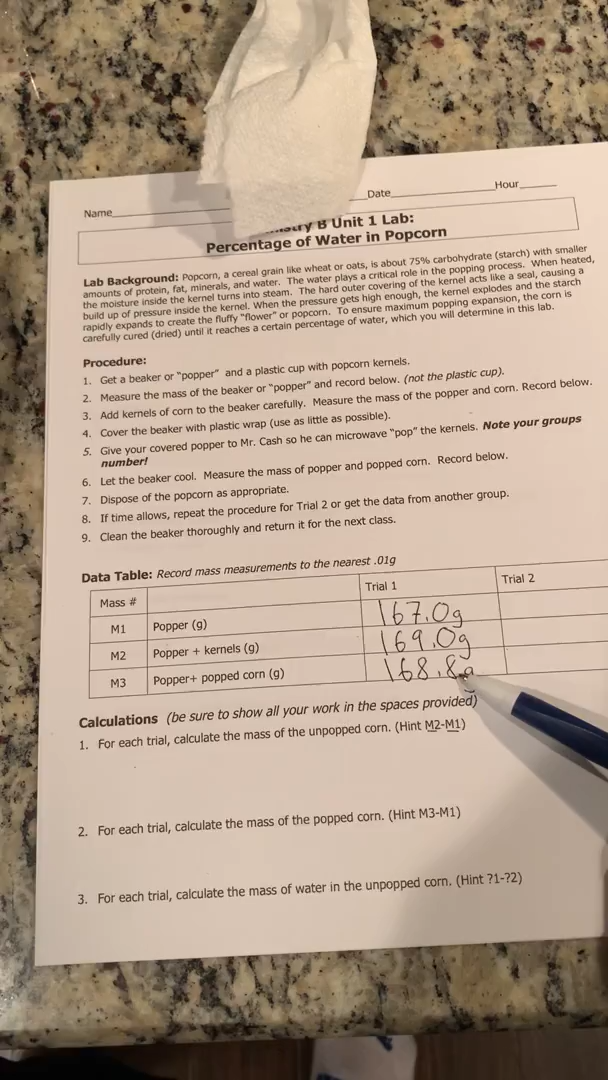 Name Date Hour
B Unit 1 Lab:
Percentage of Water in Popcorn
Lab Background: Popcorn, a cereal grain like wheat or oats, is about 75% carbohydrate (starch) with smaller
amounts of protein, fat, minerals, and water. The water plays a critical role in the popping process. When heated,
the moisture inside the kernel turns into steam. The hard outer covering of the kernel acts like a seal, causing a
build up of pressure inside the kernel. When the pressure gets high enough, the kernel explodes and the starch
rapidly expands to create the fluffy "flower" or popcorn. To ensure maximum popping expansion, the corn is
carefully cured (dried) until it reaches a certain percentage of water, which you will determine in this lab.
Procedure:
1. Get a beaker or "popper" and a plastic cup with popcorn kernels.
2. Measure the mass of the beaker or "popper" and record below. (not the plastic cup).
3. Add kernels of corn to the beaker carefully. Measure the mass of the popper and corn. Record below.
4. Cover the beaker with plastic wrap (use as little as possible).
5. Give your covered popper to Mr. Cash so he can microwave "pop" the kernels. Note your groups
number!
6. Let the beaker cool. Measure the mass of popper and popped corn. Record below.
7. Dispose of the popcorn as appropriate.
8. If time allows, repeat the procedure for Trial 2 or get the data from another group.
9. Clean the beaker thoroughly and return it for the next class.
Data Table: Record mass measurements to the nearest .01g
Mass # Trial 1 Trial 2
M1 Popper (g) 167.0g
M2 Popper + kernels (g) 169.0g
M3 Popper+ popped corn (g) 168.8g
Calculations (be sure to show all your work in the spaces provided)
1. For each trial, calculate the mass of the unpopped corn. (Hint M2-M1)
2. For each trial, calculate the mass of the popped corn. (Hint M3-M1)
3. For each trial, calculate the mass of water in the unpopped corn. (Hint ?1-?2)